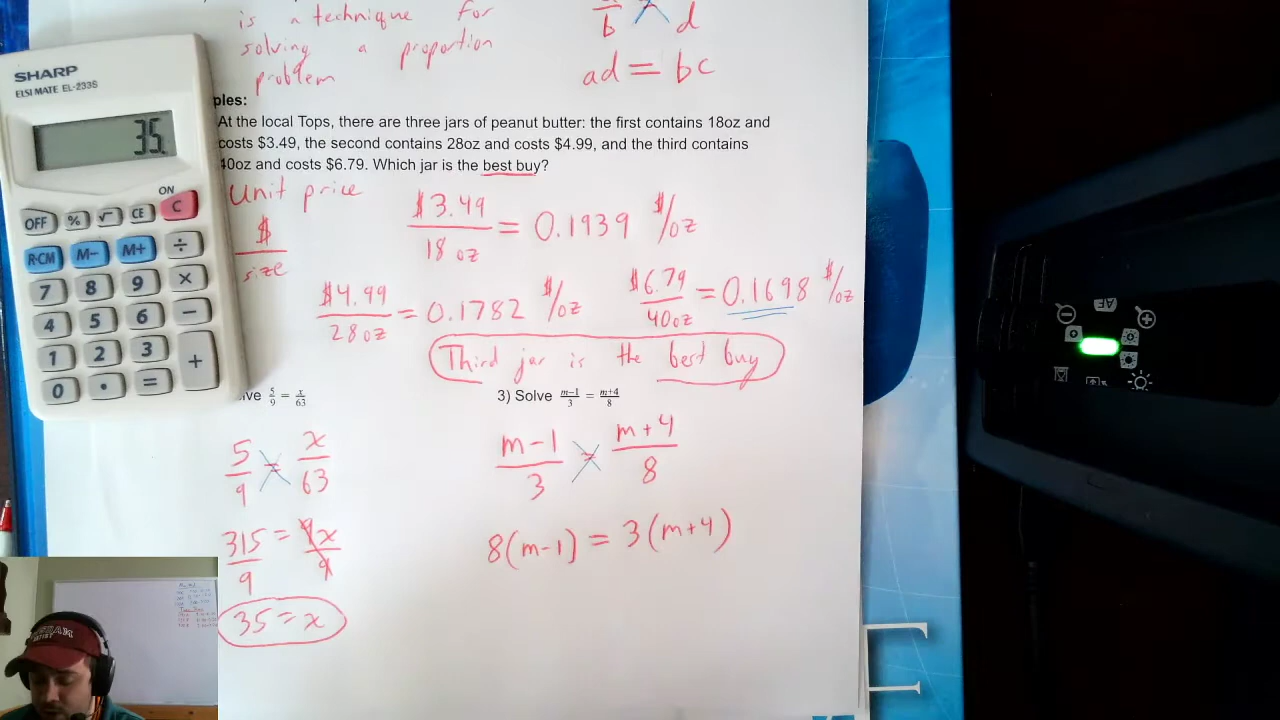 is a technique for
solving a proportion
problem
b d
ad = bc
SHARP
ELSI MATE EL-233S
35.
ON
OFF % √ CE C
R·CM M− M+ ÷
7 8 9 ×
4 5 6 −
1 2 3 +
0 • =
ples:
At the local Tops, there are three jars of peanut butter: the first contains 18oz and
costs $3.49, the second contains 28oz and costs $4.99, and the third contains
40oz and costs $6.79. Which jar is the best buy?
Unit price
$
size
$3.49 / 18 oz = 0.1939 $/oz
$4.99 / 28 oz = 0.1782 $/oz
$6.79 / 40oz = 0.1698 $/oz
Third jar is the best buy
lve 5/9 = x/63
5/9 = x/63
315/9 = 9x/9
35 = x
3) Solve m−1/3 = m+4/8
m−1/3 = m+4/8
8(m−1) = 3(m+4)
AF